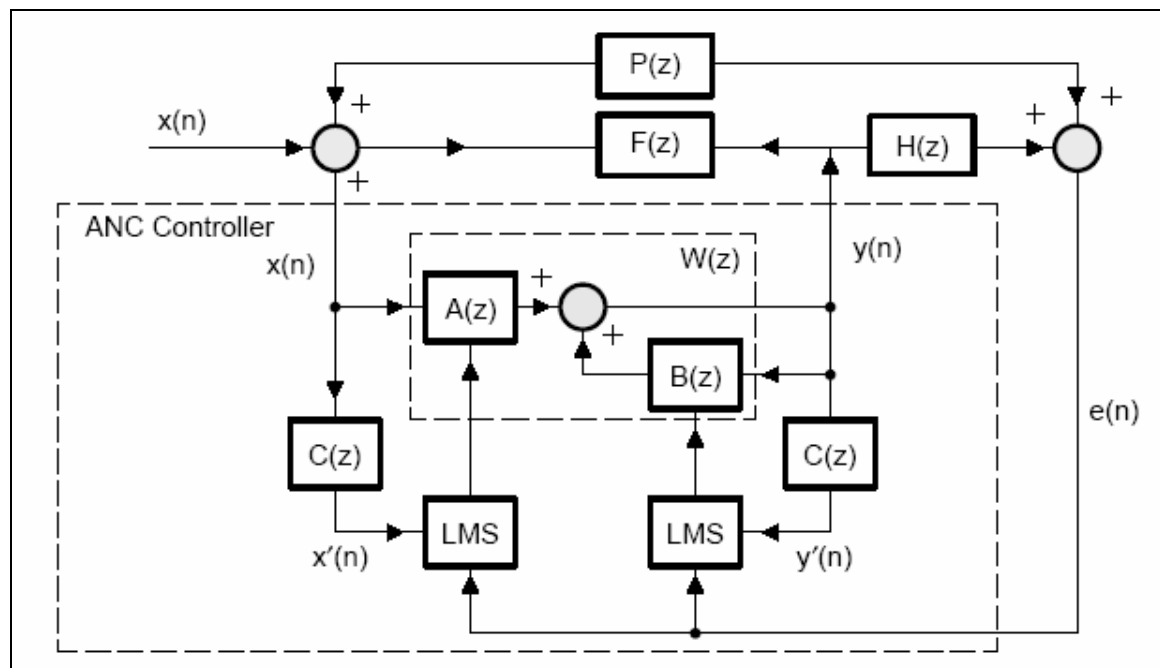 P(z)
+
+
x(n)
+
F(z)
H(z)
+
ANC Controller
x(n)
W(z)
y(n)
A(z)
+
+
B(z)
e(n)
C(z)
C(z)
LMS
LMS
x′(n)
y′(n)